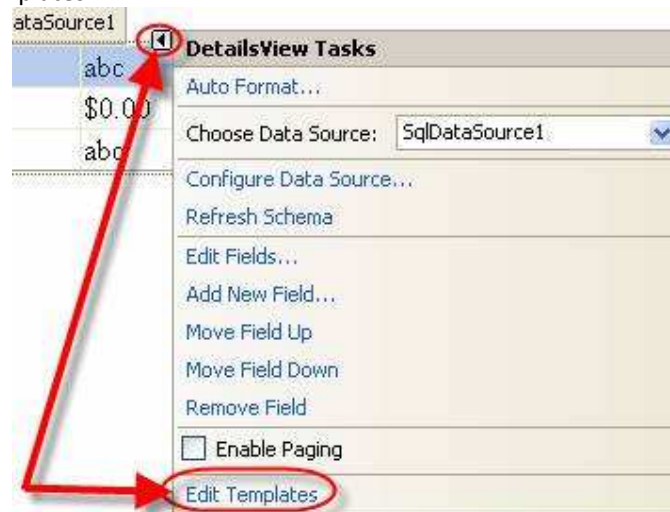 plates
ataSource1
DetailsView Tasks
abc
Auto Format...
$0.00
Choose Data Source: SqlDataSource1
abc
Configure Data Source...
Refresh Schema
Edit Fields...
Add New Field...
Move Field Up
Move Field Down
Remove Field
Enable Paging
Edit Templates